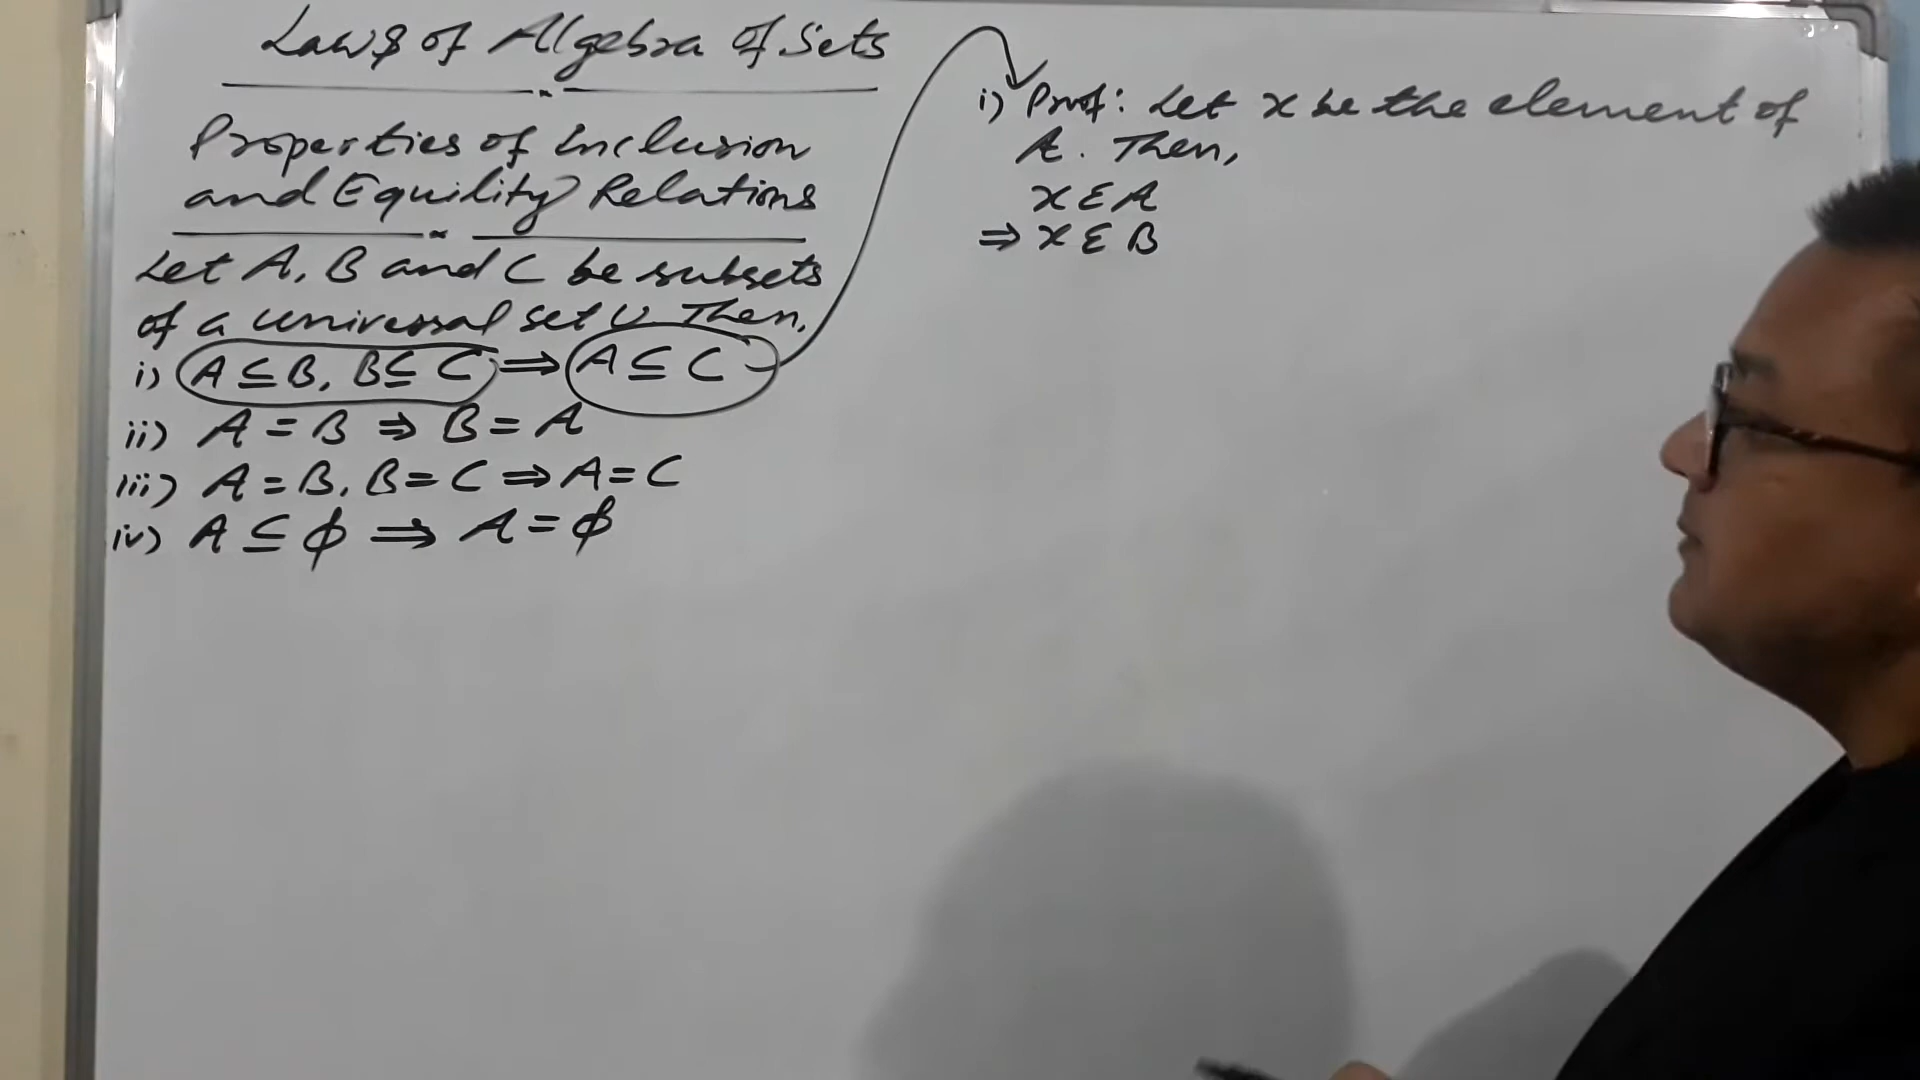 Laws of Algebra of Sets
Properties of Inclusion
and Equility Relations
Let A, B and C be subsets
of a universal set U. Then,
i) A ⊆ B, B ⊆ C ⇒ A ⊆ C
ii) A = B ⇒ B = A
iii) A = B, B = C ⇒ A = C
iv) A ⊆ ϕ ⇒ A = ϕ
i) Proof: Let x be the element of
A. Then,
x ∈ A
⇒ x ∈ B